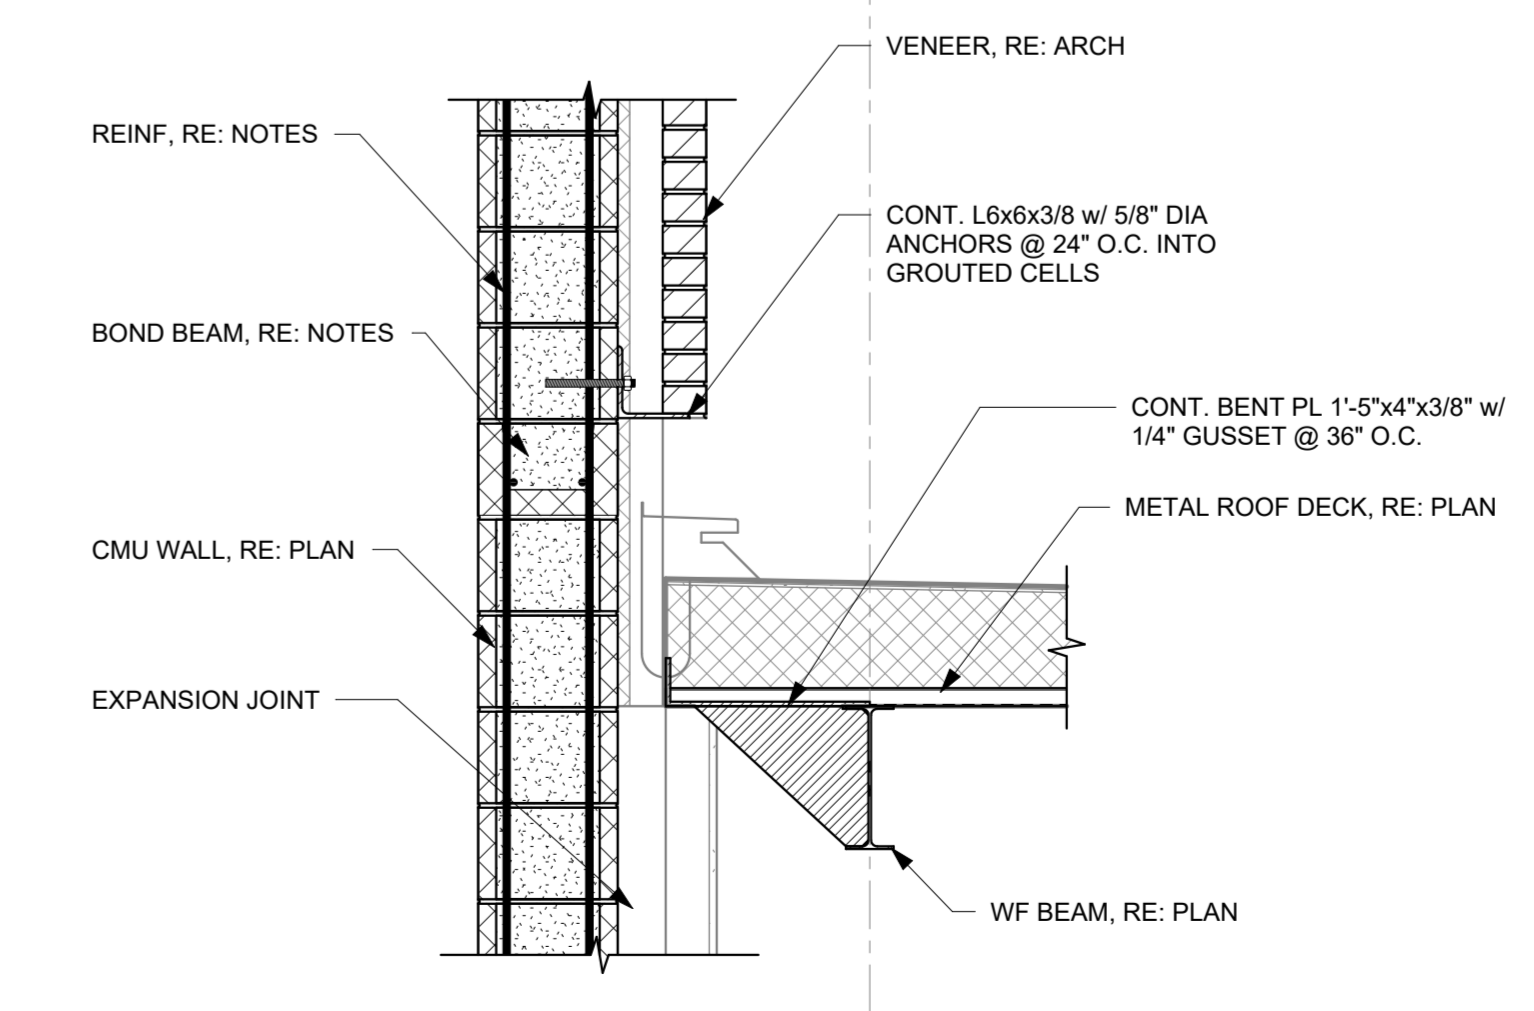 VENEER, RE: ARCH
REINF, RE: NOTES
CONT. L6x6x3/8 w/ 5/8" DIA
ANCHORS @ 24" O.C. INTO
GROUTED CELLS
BOND BEAM, RE: NOTES
CONT. BENT PL 1'-5"x4"x3/8" w/
1/4" GUSSET @ 36" O.C.
METAL ROOF DECK, RE: PLAN
CMU WALL, RE: PLAN
EXPANSION JOINT
WF BEAM, RE: PLAN